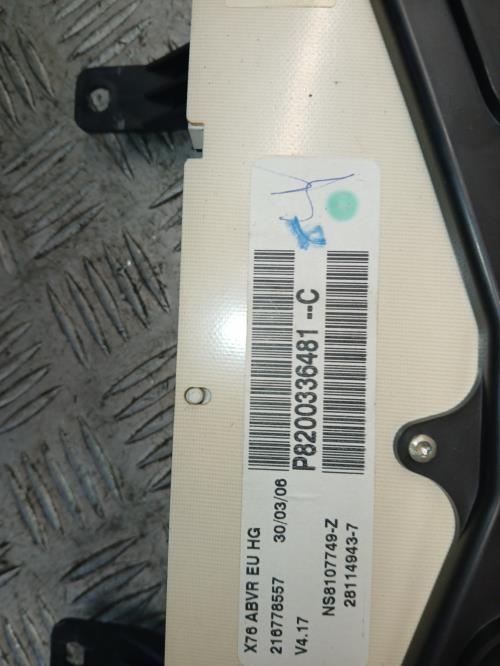 P8200336481 --C
X76 ABVR EU HG
216778557 30/03/06
V4.17 NS8107749-Z
28114943-7